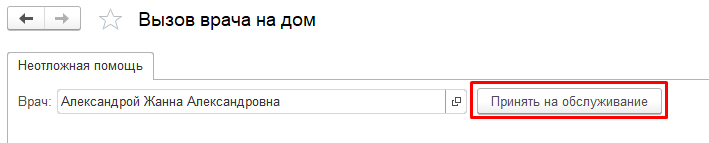 Вызов врача на дом
Неотложная помощь
Врач: Александрой Жанна Александровна Принять на обслуживание